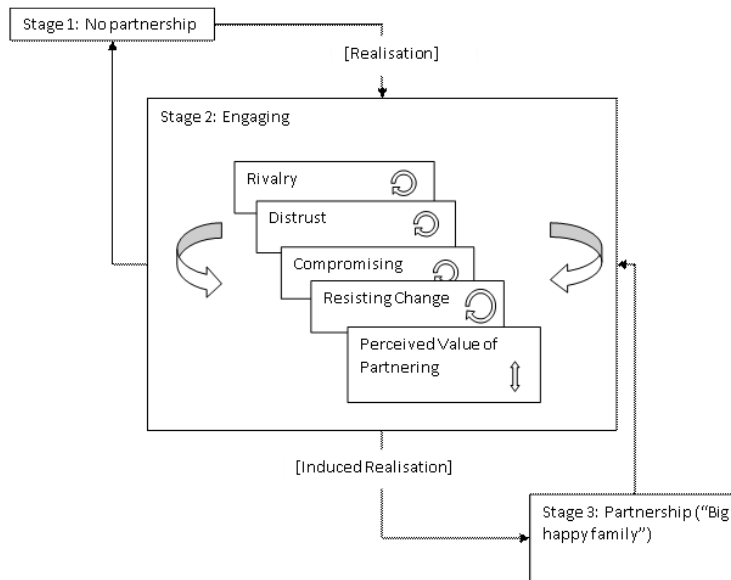 Stage 1: No partnership
[Realisation]
Stage 2: Engaging
Rivalry
Distrust
Compromising
Resisting Change
Perceived Value of
Partnering
[Induced Realisation]
Stage 3: Partnership (“Big
happy family”)